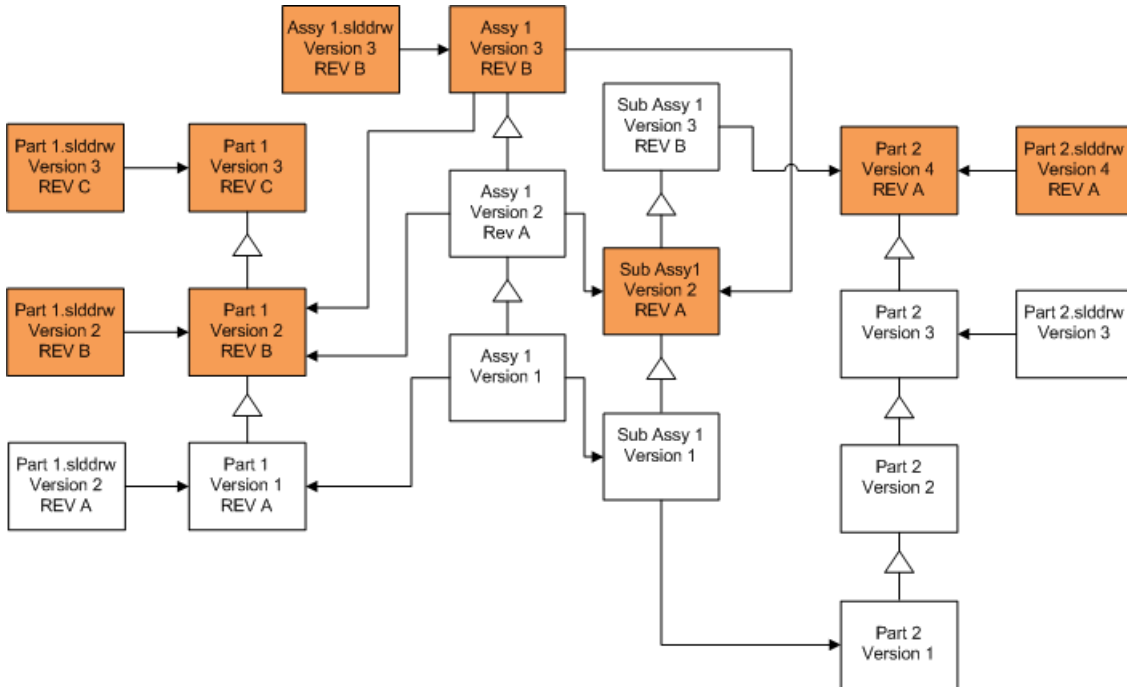 Assy 1.slddrw
Version 3
REV B
Assy 1
Version 3
REV B
Sub Assy 1
Version 3
REV B
Part 1.slddrw
Version 3
REV C
Part 1
Version 3
REV C
Part 2
Version 4
REV A
Part 2.slddrw
Version 4
REV A
Assy 1
Version 2
Rev A
Sub Assy1
Version 2
REV A
Part 1.slddrw
Version 2
REV B
Part 1
Version 2
REV B
Part 2
Version 3
Part 2.slddrw
Version 3
Assy 1
Version 1
Sub Assy 1
Version 1
Part 1.slddrw
Version 2
REV A
Part 1
Version 1
REV A
Part 2
Version 2
Part 2
Version 1